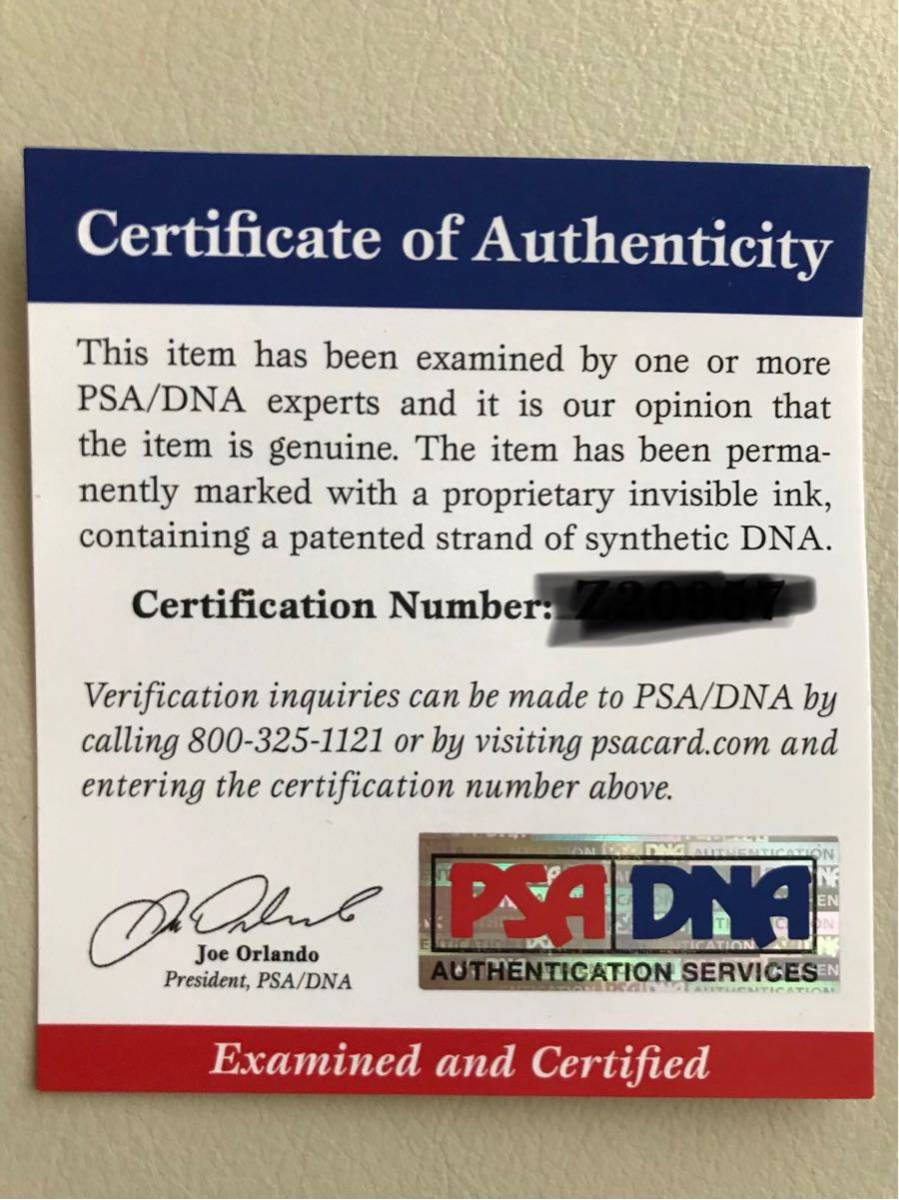 Certificate of Authenticity
This item has been examined by one or more
PSA/DNA experts and it is our opinion that
the item is genuine. The item has been perma-
nently marked with a proprietary invisible ink,
containing a patented strand of synthetic DNA.
Certification Number:
Verification inquiries can be made to PSA/DNA by
calling 800-325-1121 or by visiting psacard.com and
entering the certification number above.
Joe Orlando
President, PSA/DNA
PSA DNA
AUTHENTICATION SERVICES
Examined and Certified